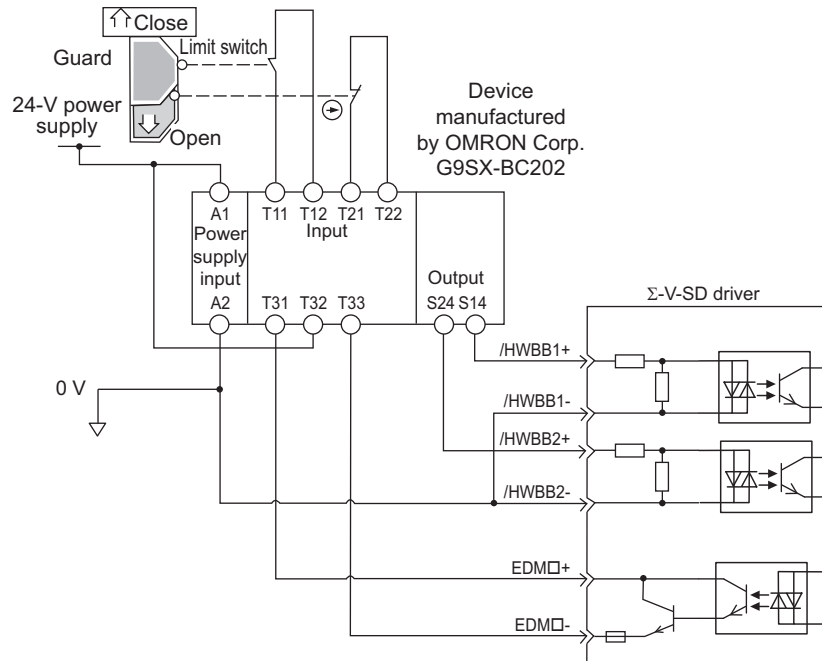 Close
Limit switch
Guard
24-V power
supply
Open
Device
manufactured
by OMRON Corp.
G9SX-BC202
A1
T11
T12
T21
T22
Power
supply
input
Input
Output
A2
T31
T32
T33
S24
S14
Σ-V-SD driver
/HWBB1+
0 V
/HWBB1-
/HWBB2+
/HWBB2-
EDM□+
EDM□-